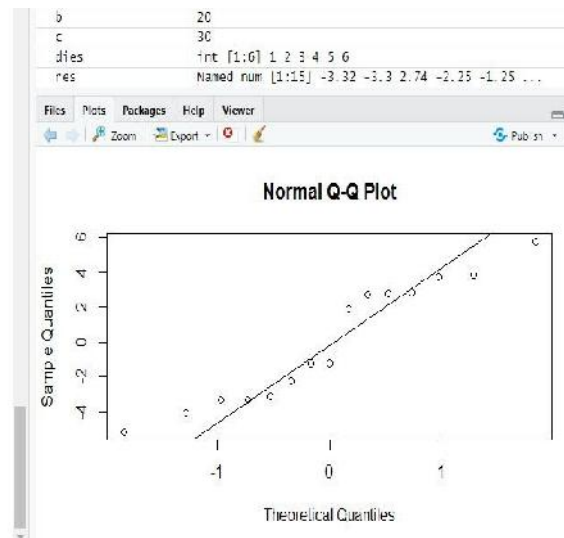 b 20
c 30
dies int [1:6] 1 2 3 4 5 6
res Named num [1:15] -3.32 -3.3 2.74 -2.25 -1.25 ...
Files Plots Packages Help Viewer
Zoom Export
Normal Q-Q Plot
Sample Quantiles
6
4
2
0
-2
-4
-1 0 1
Theoretical Quantiles